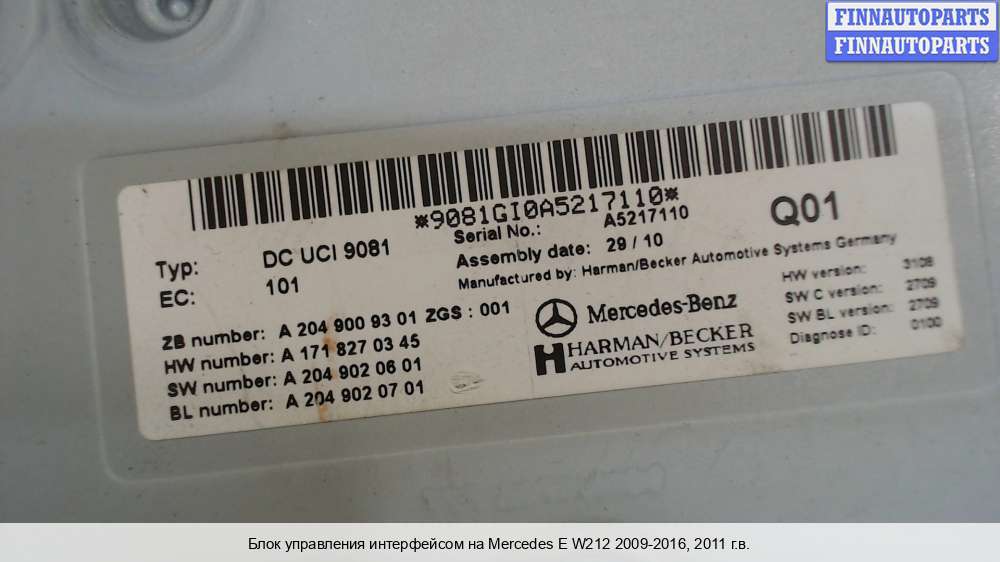 FINNAUTOPARTS
FINNAUTOPARTS
*9081GI0A5217110*
Typ: DC UCI 9081
EC: 101
Serial No.: A5217110
Assembly date: 29 / 10
Manufactured by: Harman/Becker Automotive Systems Germany
Q01
ZB number: A 204 900 93 01 ZGS : 001
HW number: A 171 827 03 45
SW number: A 204 902 06 01
BL number: A 204 902 07 01
Mercedes-Benz
HARMAN/BECKER
AUTOMOTIVE SYSTEMS
HW version: 3108
SW C version: 2709
SW BL version: 2709
Diagnose ID: 0100
Блок управления интерфейсом на Mercedes E W212 2009-2016, 2011 г.в.